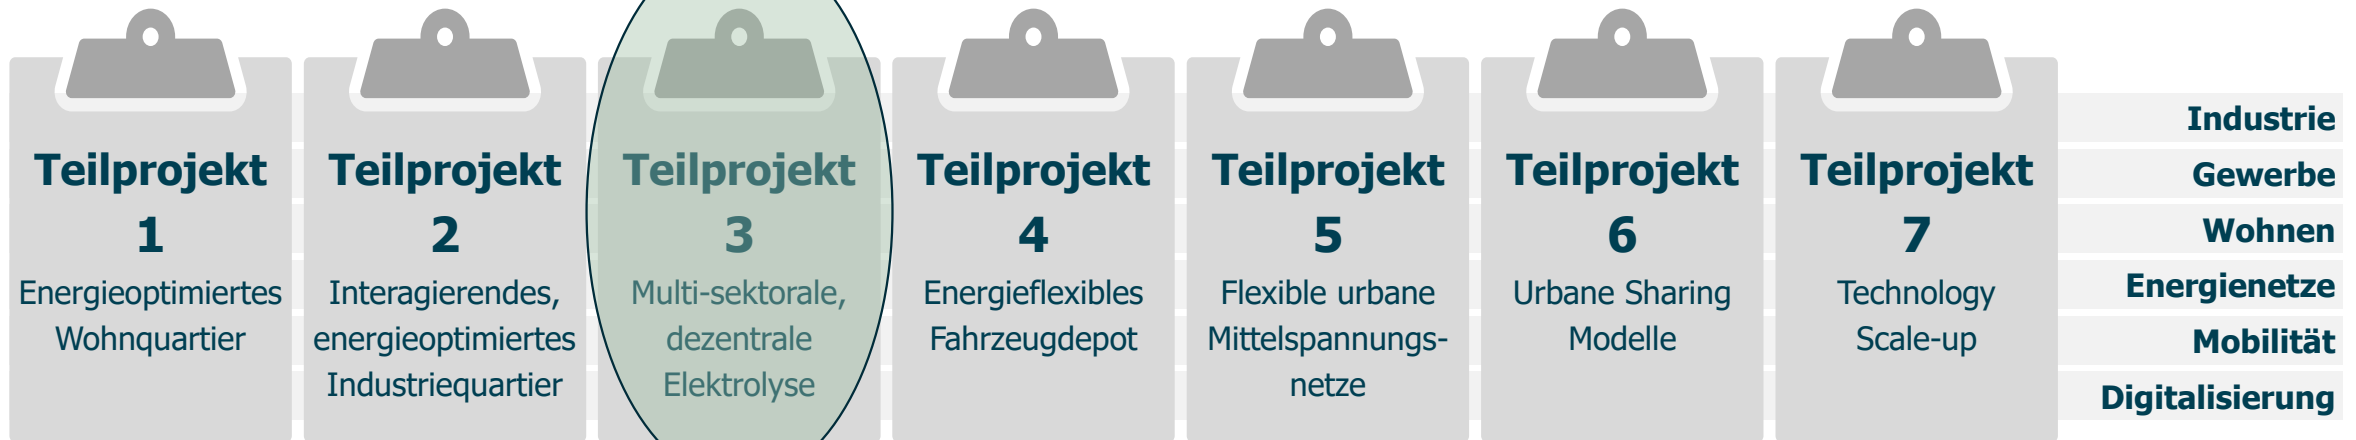 Teilprojekt
1
Energieoptimiertes
Wohnquartier
Teilprojekt
2
Interagierendes,
energieoptimiertes
Industriequartier
Teilprojekt
3
Multi-sektorale,
dezentrale
Elektrolyse
Teilprojekt
4
Energieflexibles
Fahrzeugdepot
Teilprojekt
5
Flexible urbane
Mittelspannungs-
netze
Teilprojekt
6
Urbane Sharing
Modelle
Teilprojekt
7
Technology
Scale-up
Industrie
Gewerbe
Wohnen
Energienetze
Mobilität
Digitalisierung